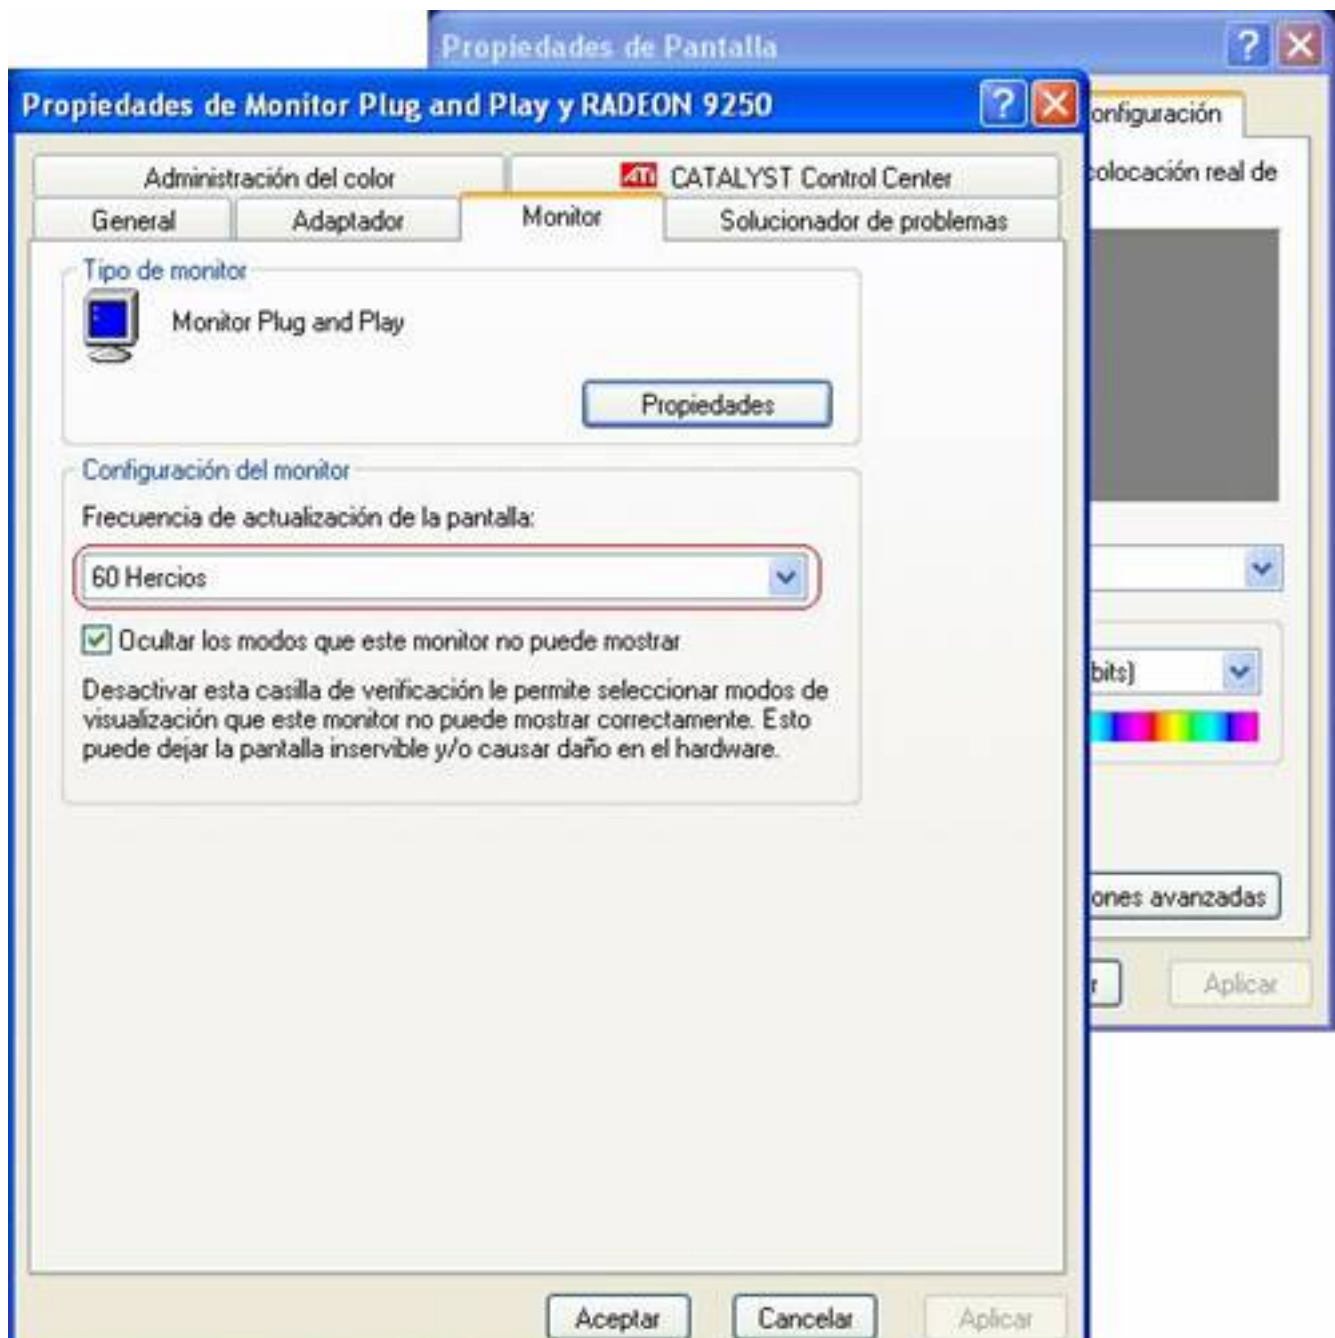 Propiedades de Pantalla
Propiedades de Monitor Plug and Play y RADEON 9250
onfiguración
colocación real de
Administración del color
ATI CATALYST Control Center
General
Adaptador
Monitor
Solucionador de problemas
Tipo de monitor
Monitor Plug and Play
Propiedades
Configuración del monitor
Frecuencia de actualización de la pantalla:
60 Hercios
Ocultar los modos que este monitor no puede mostrar
Desactivar esta casilla de verificación le permite seleccionar modos de
visualización que este monitor no puede mostrar correctamente. Esto
puede dejar la pantalla inservible y/o causar daño en el hardware.
bits)
ones avanzadas
r
Aplicar
Aceptar
Cancelar
Aplicar